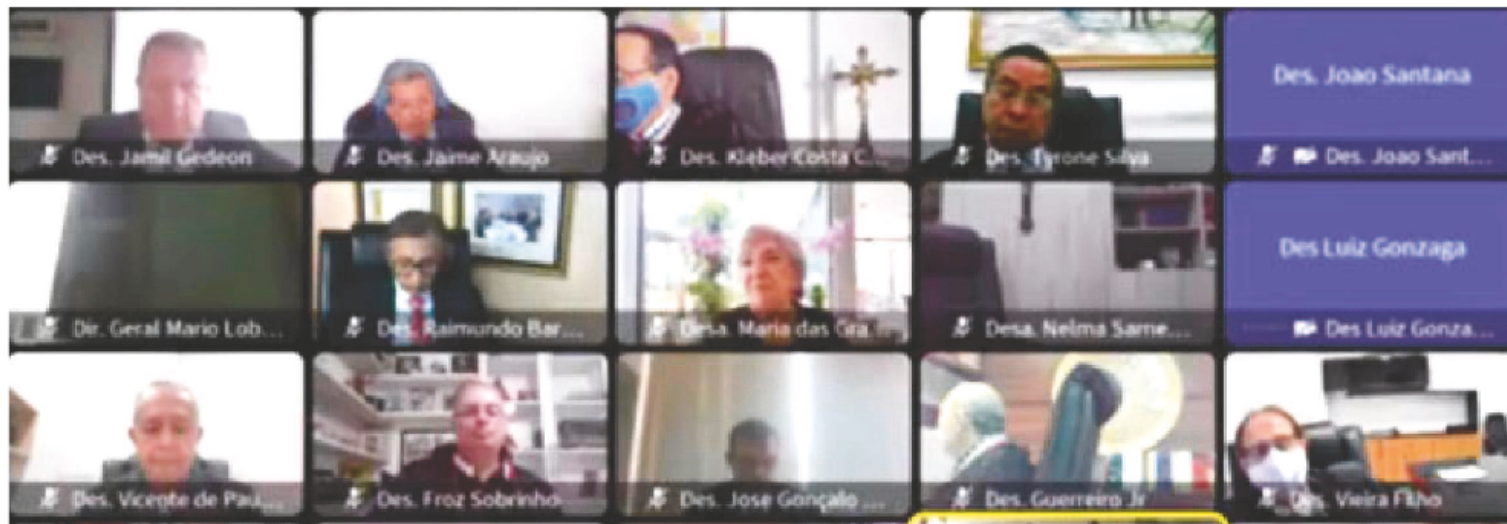 Des. Jamil Gedeon
Des. Jaime Araujo
Des. Kleber Costa C...
Des. Tyrone Silva
Des. Joao Santana
Des. Joao Sant...
Dir. Geral Mario Lob...
Des. Raimundo Bar...
Desa. Maria das Gra...
Desa. Nelma Sarne...
Des Luiz Gonzaga
Des Luiz Gonza...
Des. Vicente de Pau...
Des. Froz Sobrinho
Des. Jose Gonçalo ...
Des. Guerreiro Jr
Des. Vieira Filho